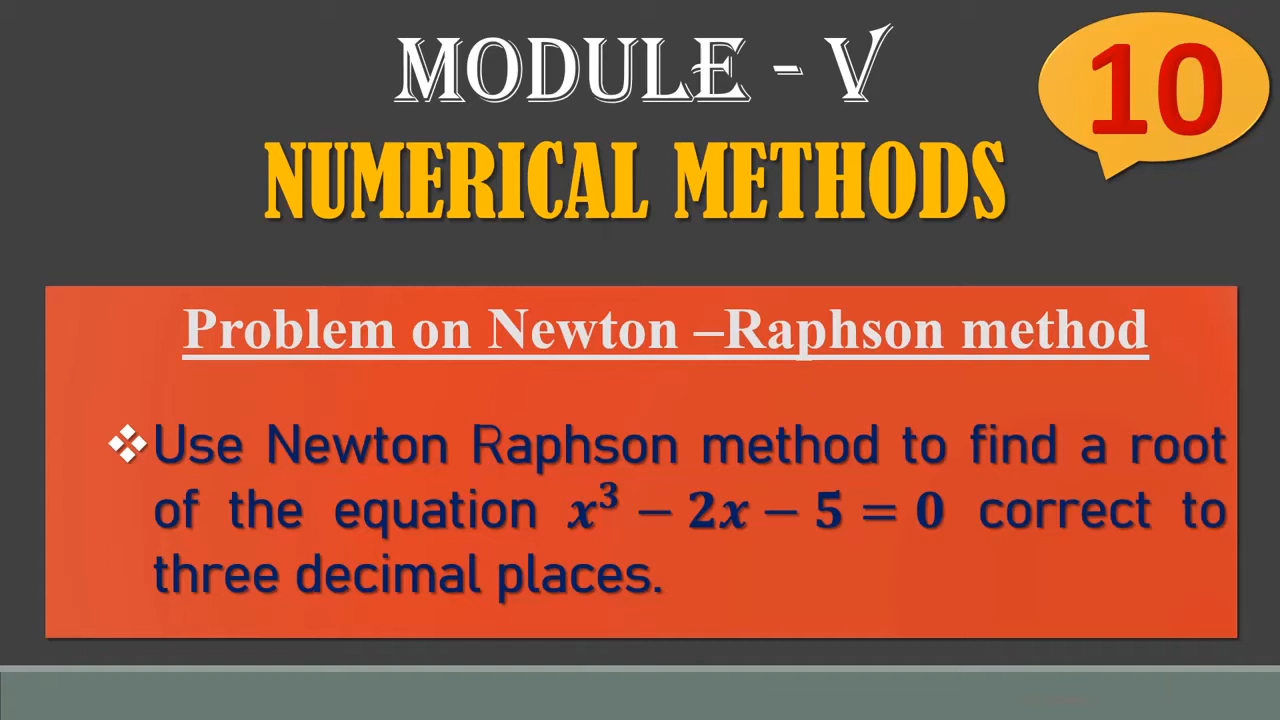 MODULE - V
10
NUMERICAL METHODS
Problem on Newton –Raphson method
❖Use Newton Raphson method to find a root
of the equation x³ − 2x − 5 = 0 correct to
three decimal places.